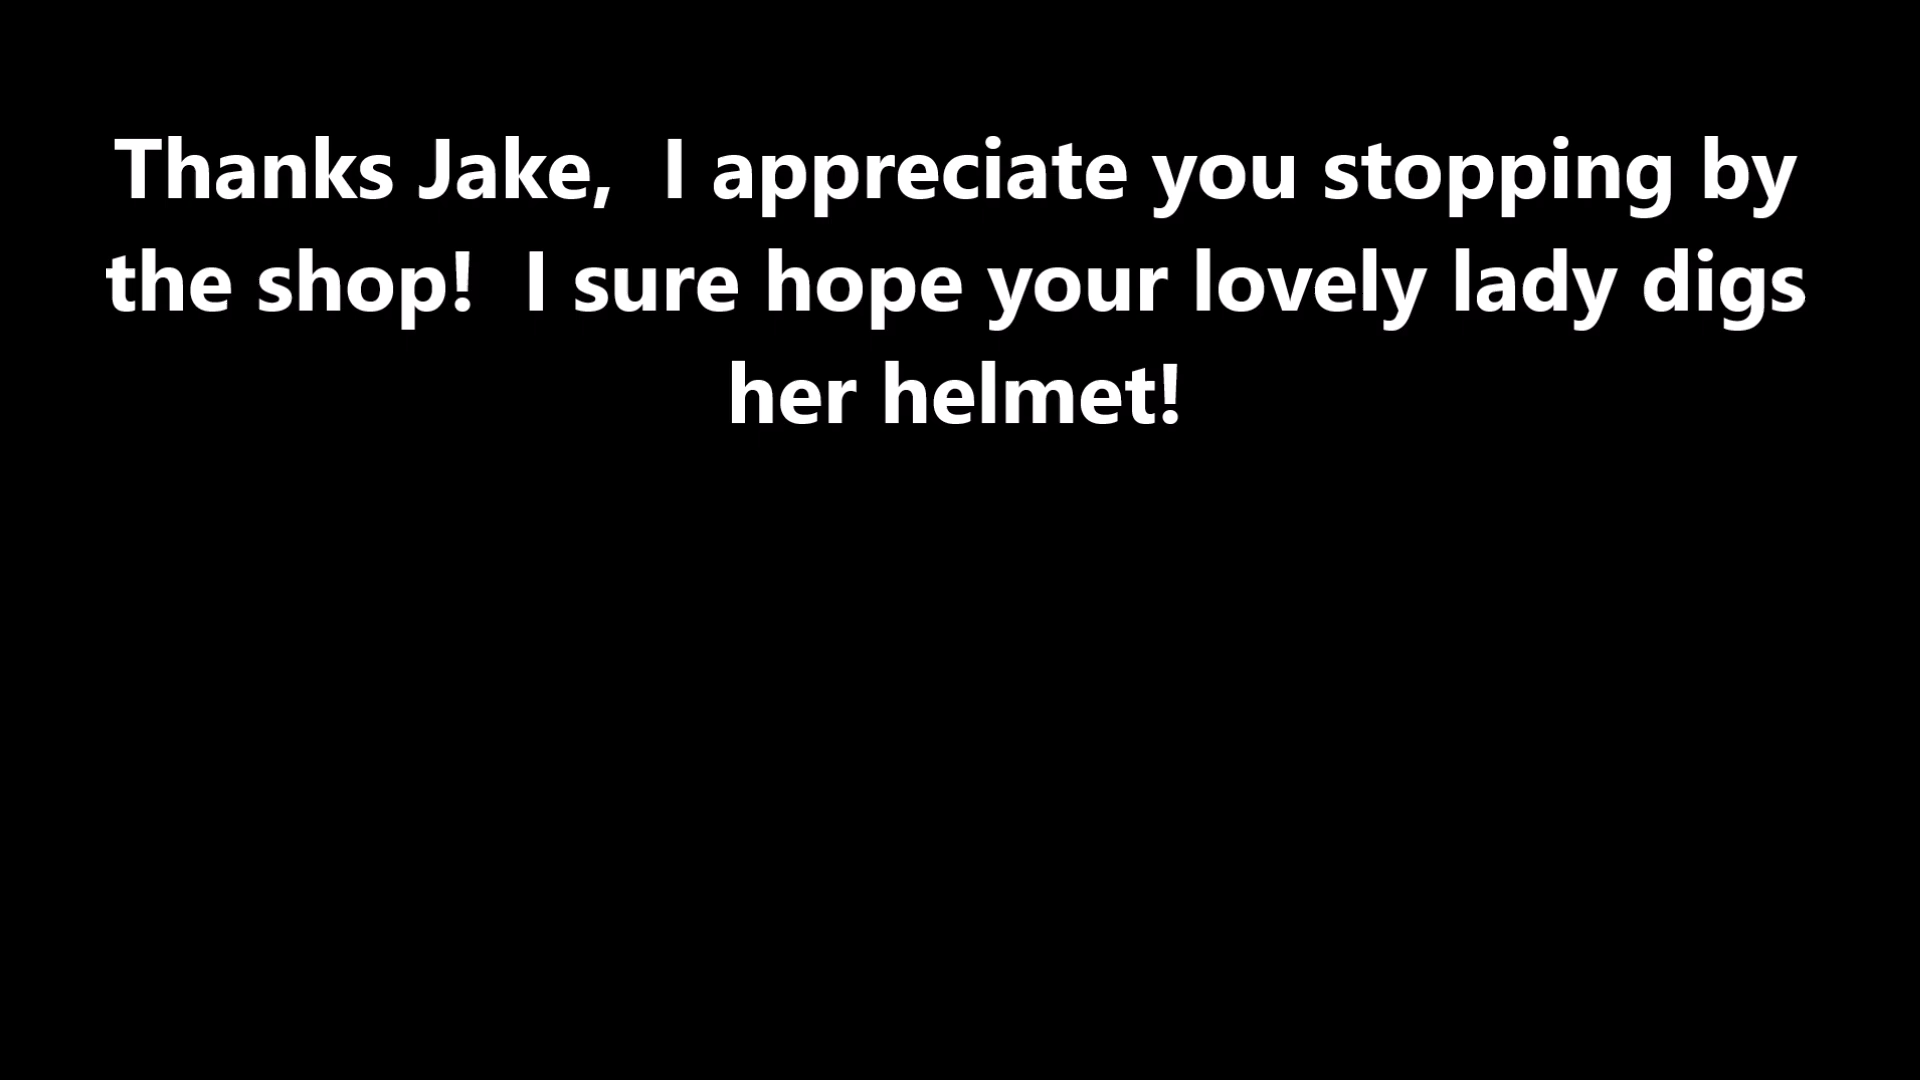 Thanks Jake,  I appreciate you stopping by
the shop!  I sure hope your lovely lady digs
her helmet!